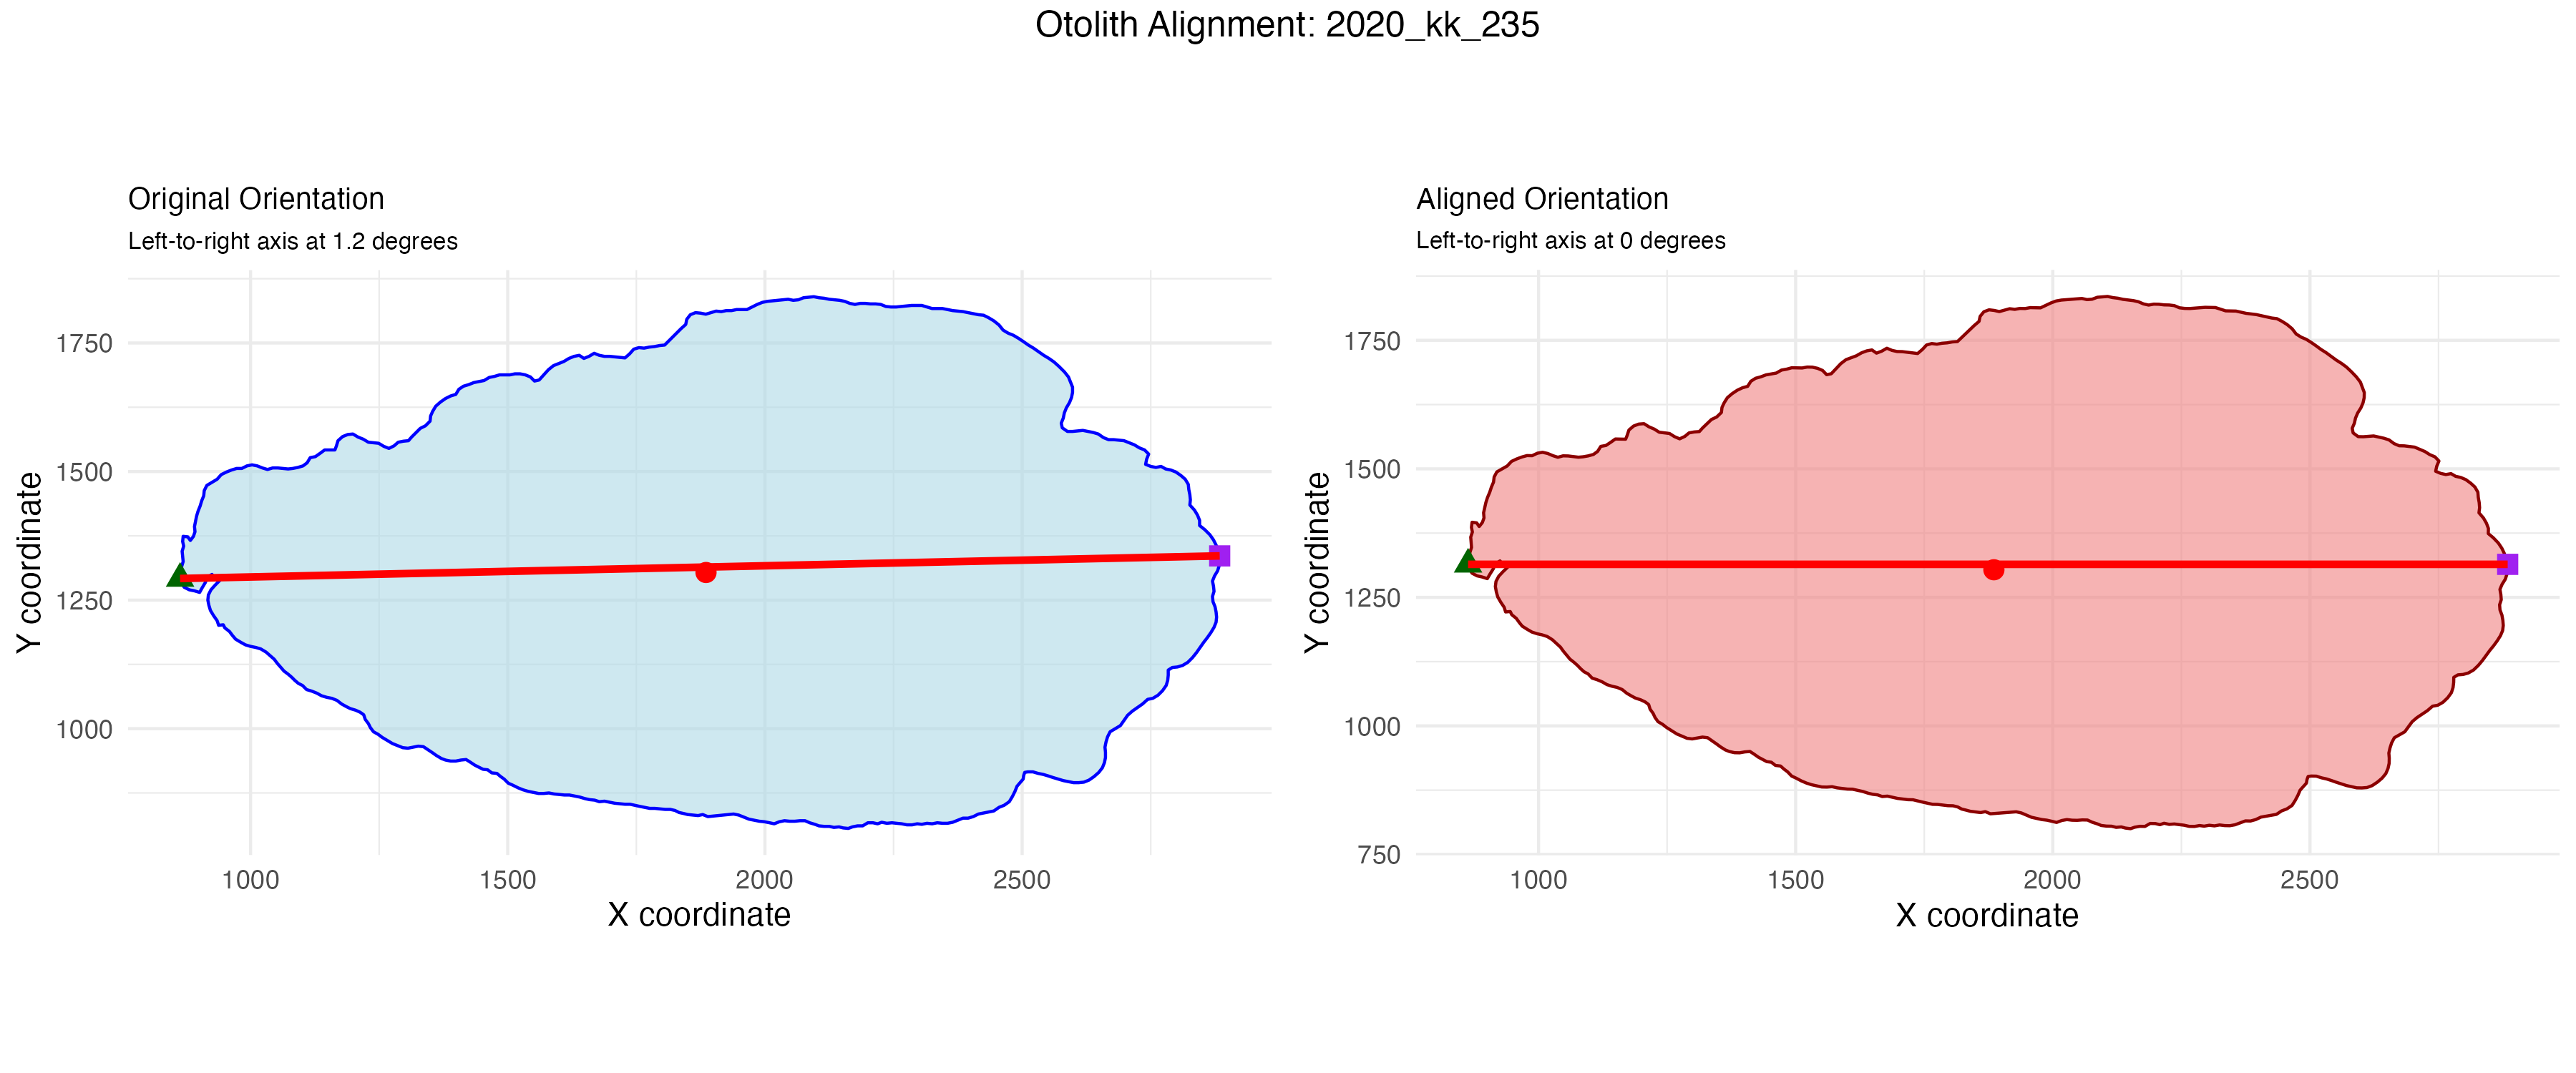 Otolith Alignment: 2020_kk_235
Original Orientation
Left-to-right axis at 1.2 degrees
Y coordinate
1750
1500
1250
1000
1000 1500 2000 2500
X coordinate
Aligned Orientation
Left-to-right axis at 0 degrees
Y coordinate
1750
1500
1250
1000
750
1000 1500 2000 2500
X coordinate